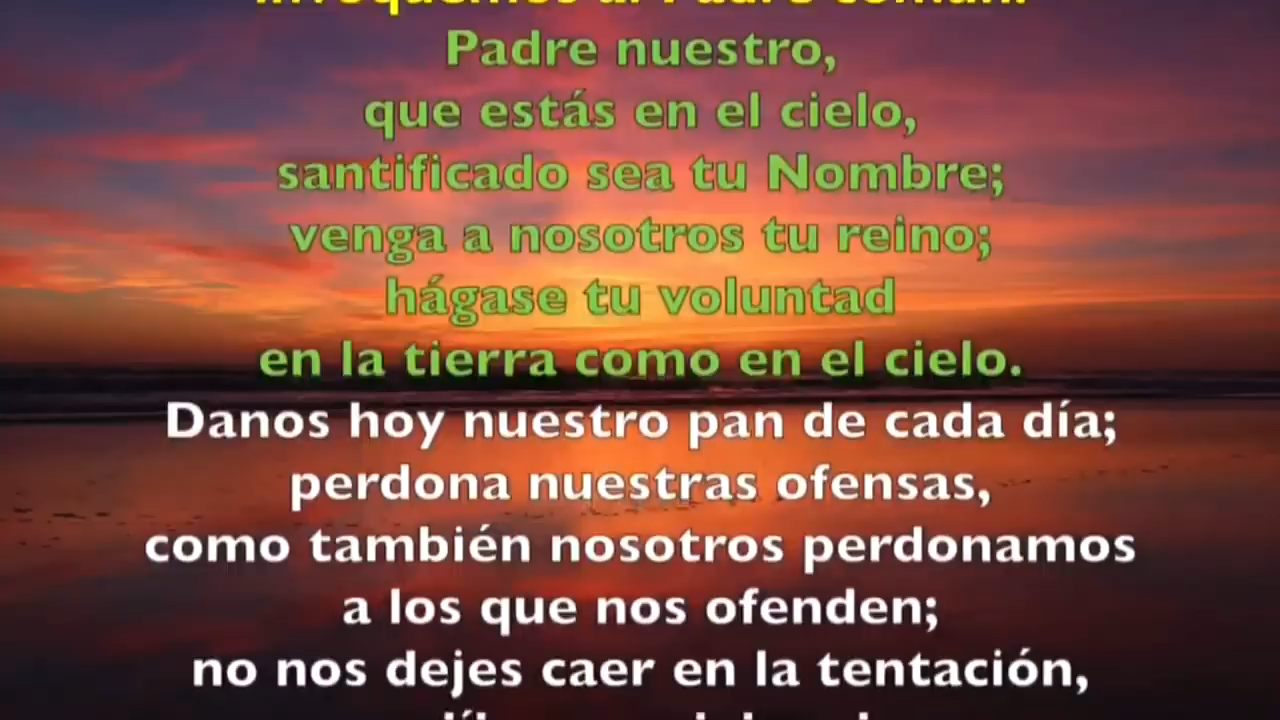 Padre nuestro,
que estás en el cielo,
santificado sea tu Nombre;
venga a nosotros tu reino;
hágase tu voluntad
en la tierra como en el cielo.
Danos hoy nuestro pan de cada día;
perdona nuestras ofensas,
como también nosotros perdonamos
a los que nos ofenden;
no nos dejes caer en la tentación,